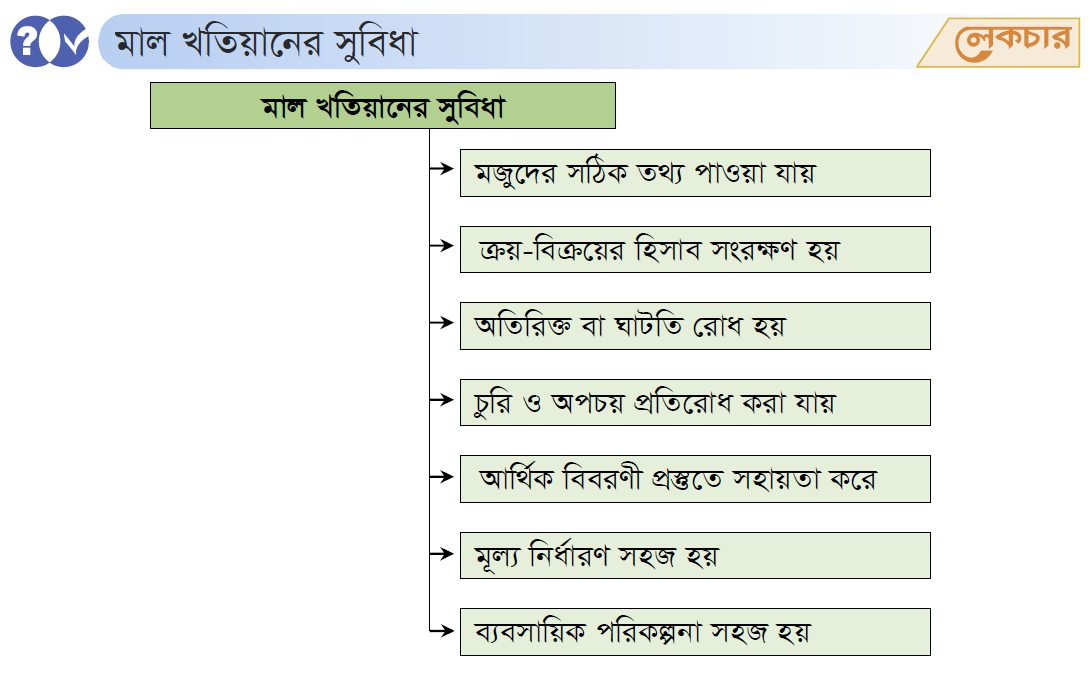 মাল খতিয়ানের সুবিধা
লেকচার
মাল খতিয়ানের সুবিধা
মজুদের সঠিক তথ্য পাওয়া যায়
ক্রয়-বিক্রয়ের হিসাব সংরক্ষণ হয়
অতিরিক্ত বা ঘাটতি রোধ হয়
চুরি ও অপচয় প্রতিরোধ করা যায়
আর্থিক বিবরণী প্রস্তুতে সহায়তা করে
মূল্য নির্ধারণ সহজ হয়
ব্যবসায়িক পরিকল্পনা সহজ হয়